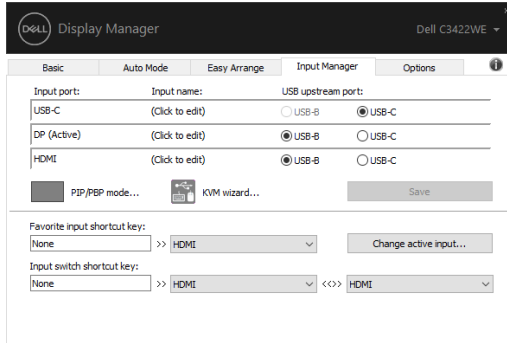 DELL Display Manager Dell C3422WE
Basic Auto Mode Easy Arrange Input Manager Options
Input port: Input name: USB upstream port:
USB-C (Click to edit) USB-B USB-C
DP (Active) (Click to edit) USB-B USB-C
HDMI (Click to edit) USB-B USB-C
PIP/PBP mode... KVM wizard... Save
Favorite input shortcut key:
None >> HDMI Change active input...
Input switch shortcut key:
None >> HDMI <<>> HDMI